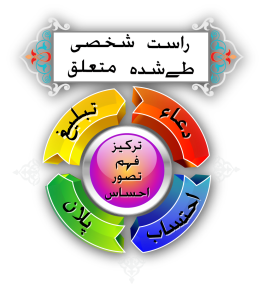 راست شخصی
طےشدہ متعلق
دعاء
تبلیغ
ترکیز
فہم
تصور
احساس
پلان
احتساب